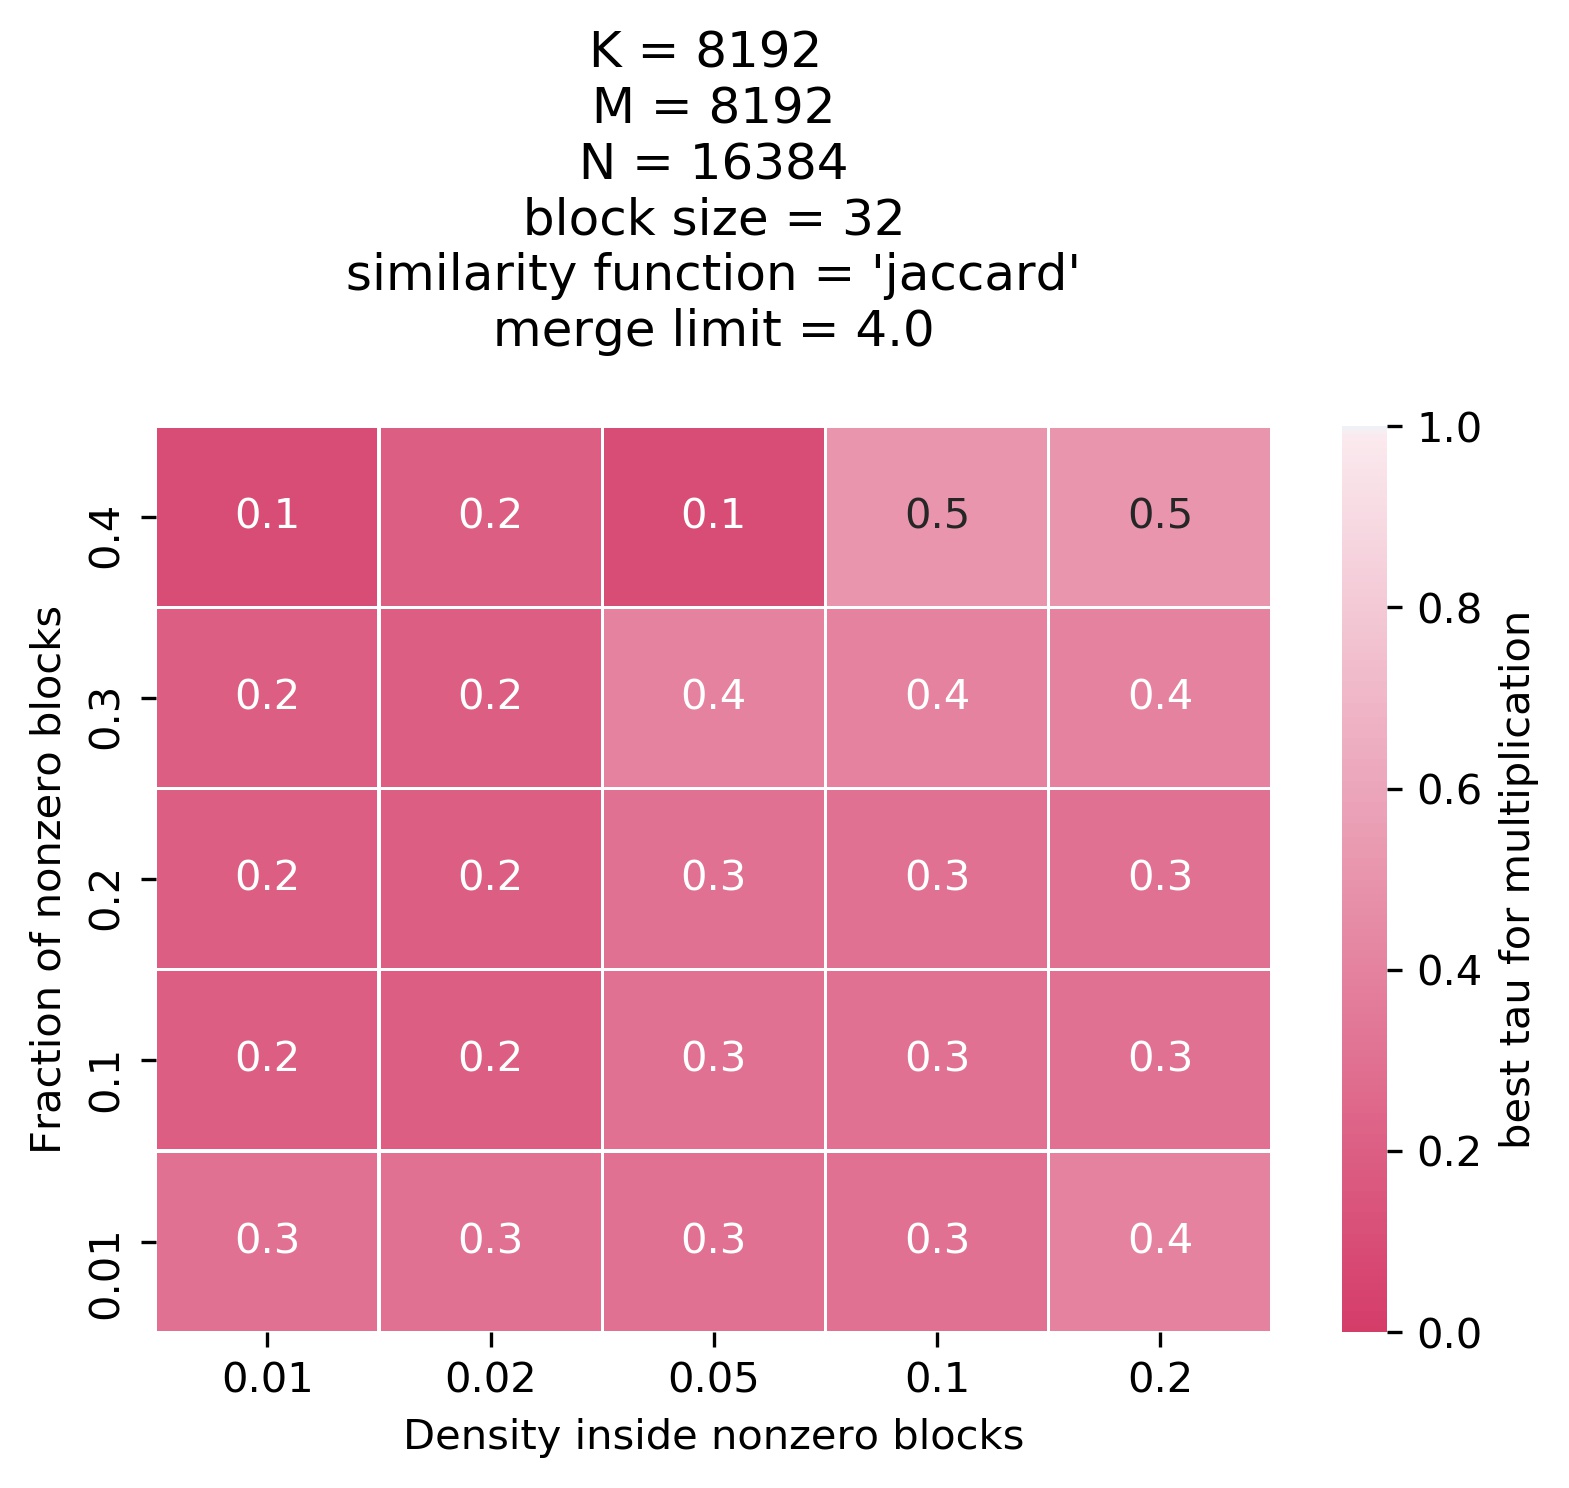 K = 8192
M = 8192
N = 16384
block size = 32
similarity function = 'jaccard'
merge limit = 4.0
Fraction of nonzero blocks
0.4 0.1 0.2 0.1 0.5 0.5
0.3 0.2 0.2 0.4 0.4 0.4
0.2 0.2 0.2 0.3 0.3 0.3
0.1 0.2 0.2 0.3 0.3 0.3
0.01 0.3 0.3 0.3 0.3 0.4
0.01 0.02 0.05 0.1 0.2
Density inside nonzero blocks
1.0
0.8
0.6
0.4
0.2
0.0
best tau for multiplication